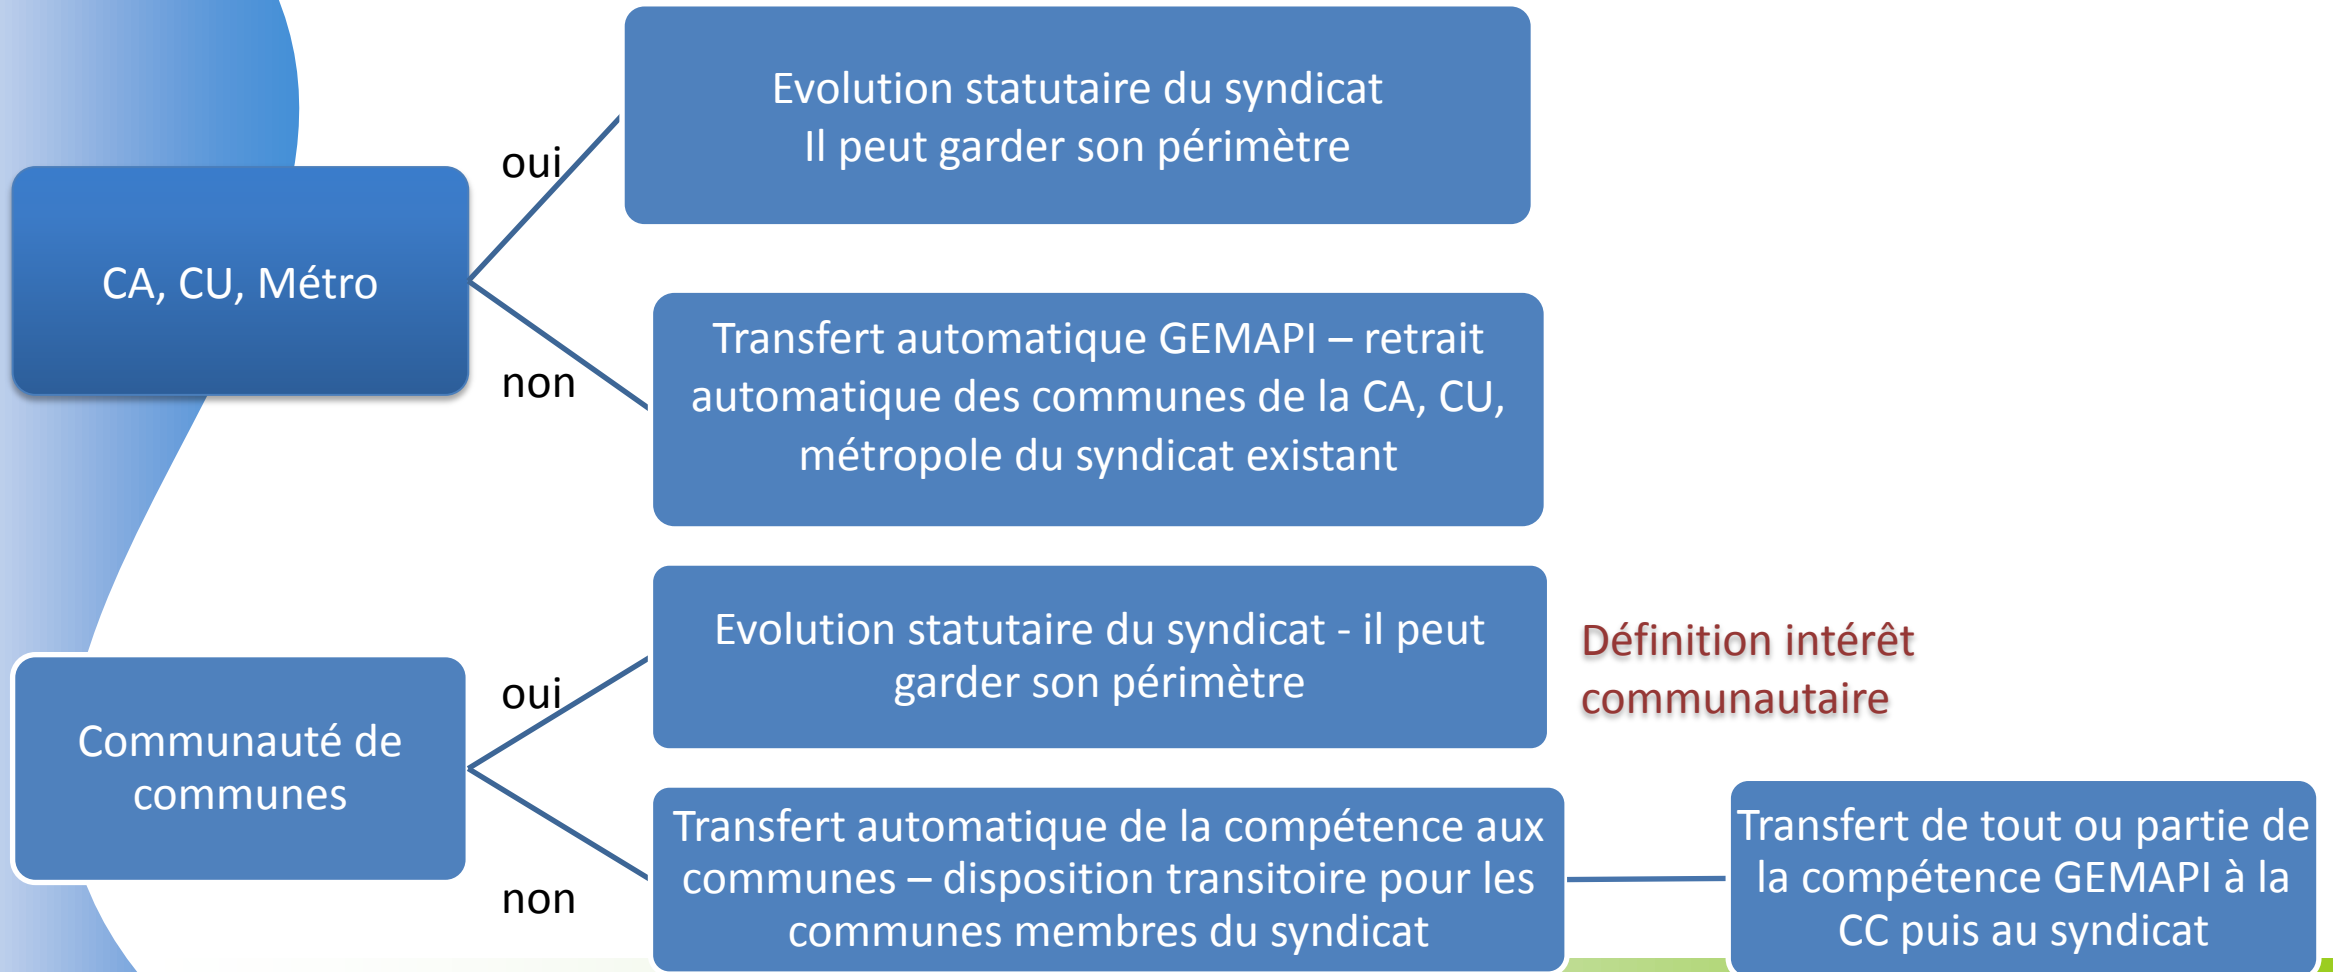 Evolution statutaire du syndicat
Il peut garder son périmètre
oui
CA, CU, Métro
non
Transfert automatique GEMAPI – retrait
automatique des communes de la CA, CU,
métropole du syndicat existant
Evolution statutaire du syndicat - il peut
garder son périmètre
Définition intérêt
communautaire
oui
Communauté de
communes
non
Transfert automatique de la compétence aux
communes – disposition transitoire pour les
communes membres du syndicat
Transfert de tout ou partie de
la compétence GEMAPI à la
CC puis au syndicat